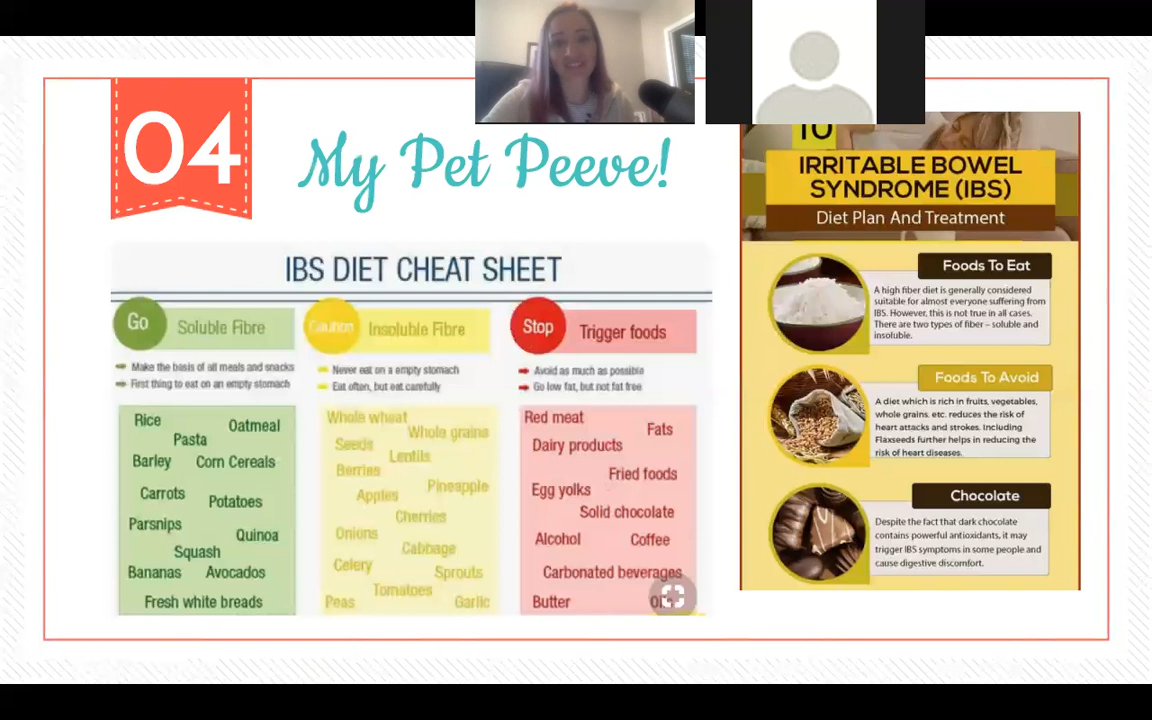 04
My Pet Peeve!
IBS DIET CHEAT SHEET
Go
Soluble Fibre
Make the basis of all meals and snacks
First thing to eat on an empty stomach
Rice
Oatmeal
Pasta
Barley
Corn Cereals
Carrots
Potatoes
Parsnips
Quinoa
Squash
Bananas
Avocados
Fresh white breads
Caution
Insoluble Fibre
Never eat on a empty stomach
Eat often, but eat carefully
Whole wheat
Whole grains
Seeds
Lentils
Berries
Pineapple
Apples
Cherries
Onions
Cabbage
Celery
Sprouts
Tomatoes
Peas
Garlic
Stop
Trigger foods
Avoid as much as possible
Go low fat, but not fat free
Red meat
Fats
Dairy products
Fried foods
Egg yolks
Solid chocolate
Alcohol
Coffee
Carbonated beverages
Butter
TO
IRRITABLE BOWEL
SYNDROME (IBS)
Diet Plan And Treatment
Foods To Eat
A high fiber diet is generally considered
suitable for almost everyone suffering from
IBS. However, this is not true in all cases.
There are two types of fiber – soluble and
insoluble.
Foods To Avoid
A diet which is rich in fruits, vegetables,
whole grains. etc. reduces the risk of
heart attacks and strokes. Including
Flaxseeds further helps in reducing the
risk of heart diseases.
Chocolate
Despite the fact that dark chocolate
contains powerful antioxidants, it may
trigger IBS symptoms in some people and
cause digestive discomfort.